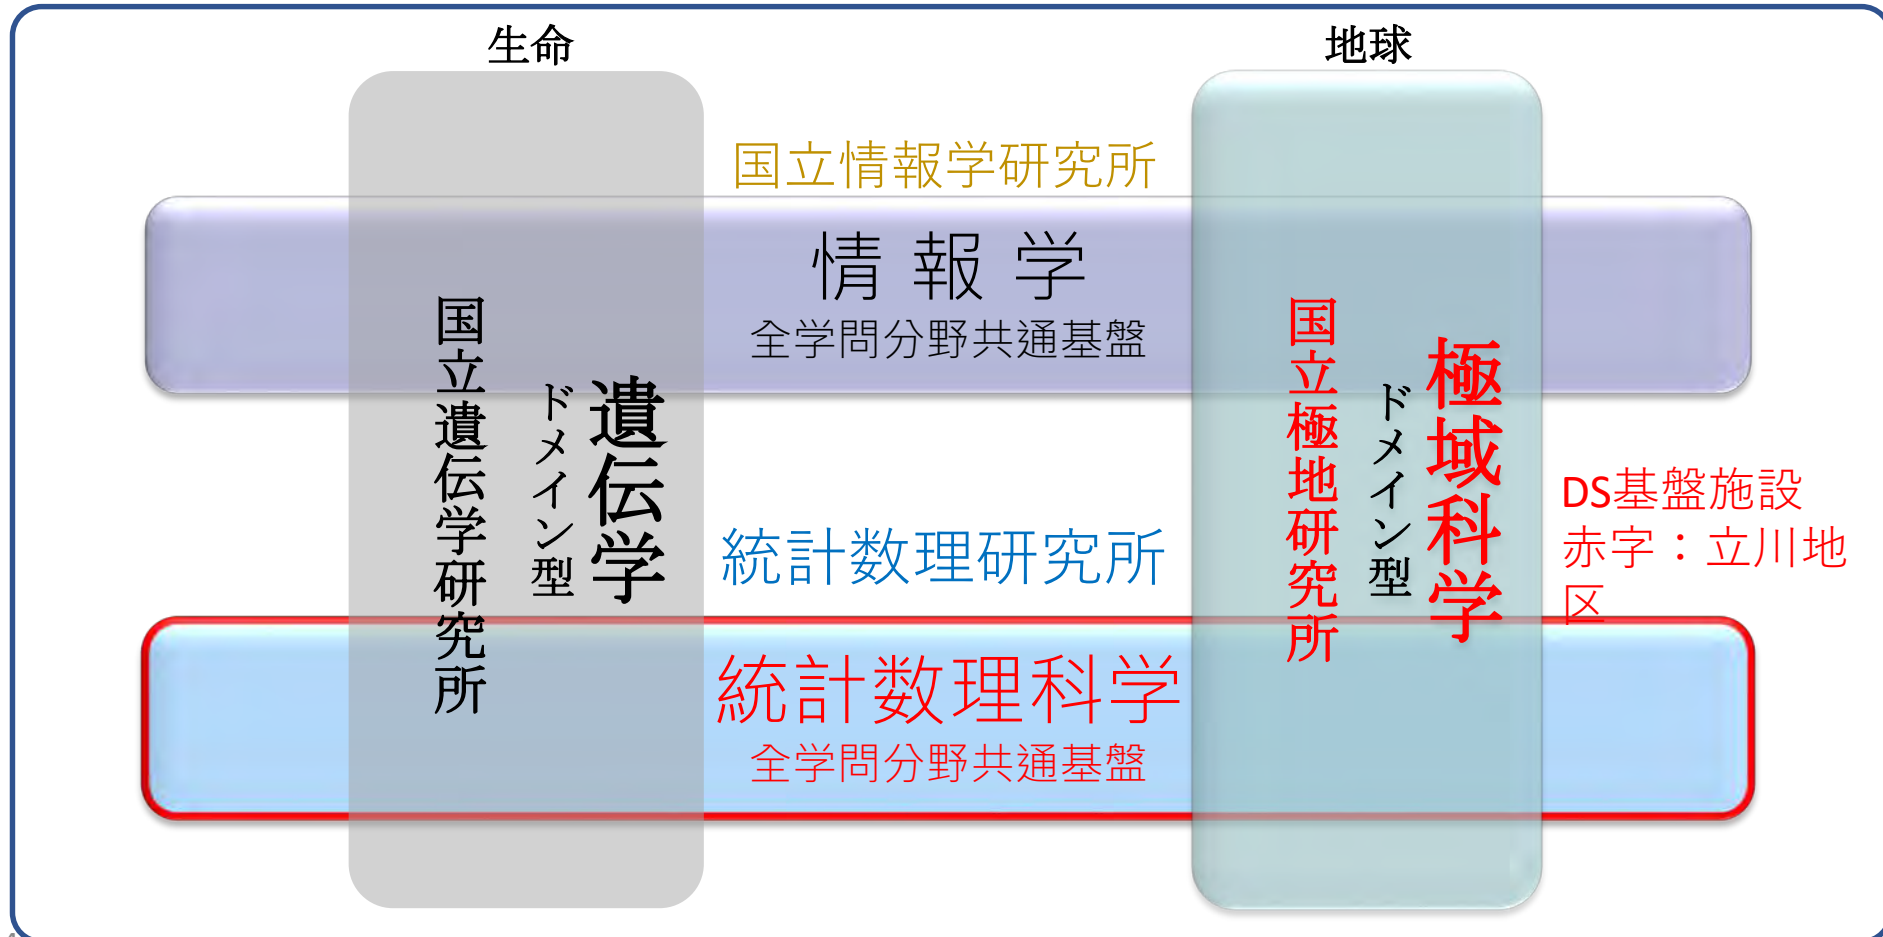 生命
地球
国立情報学研究所
情報学
全学問分野共通基盤
遺伝学
ドメイン型
国立遺伝学研究所
極域科学
ドメイン型
国立極地研究所
DS基盤施設
赤字：立川地
区
統計数理研究所
統計数理科学
全学問分野共通基盤